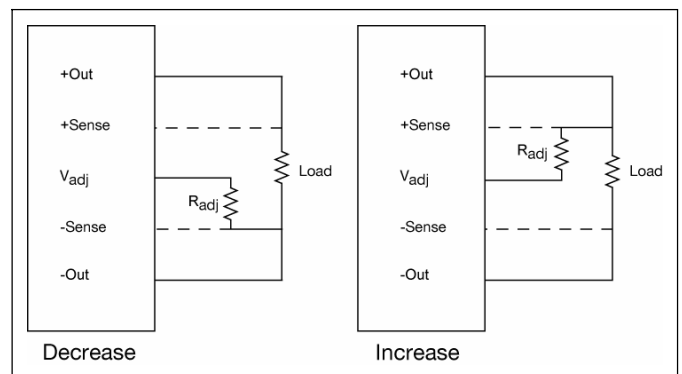 +Out
+Sense
Vadj
-Sense
-Out
Radj
Load
Decrease
+Out
+Sense
Vadj
-Sense
-Out
Radj
Load
Increase